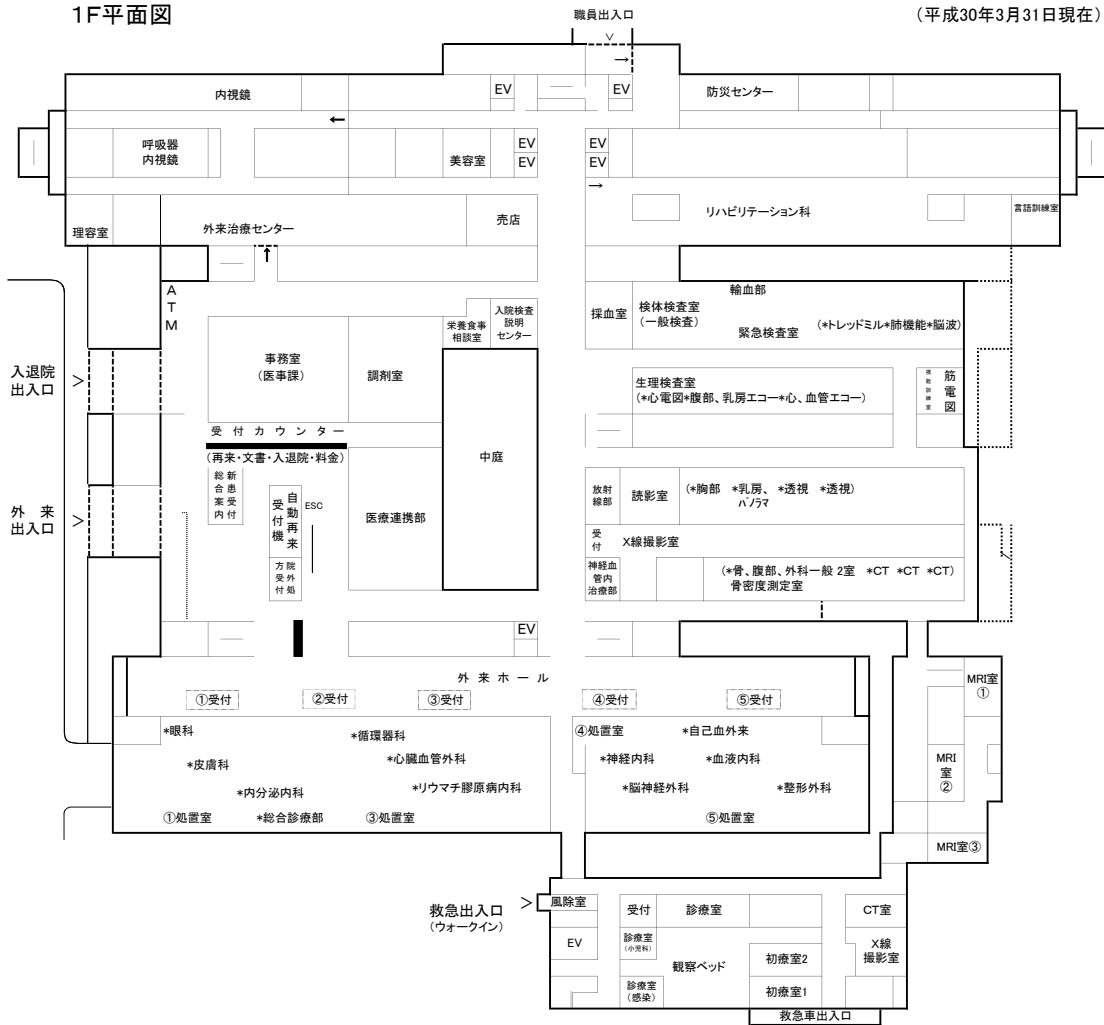 1F平面図
(平成30年3月31日現在)
職員出入口
内視鏡
EV
EV
防災センター
呼吸器
内視鏡
美容室
EV
EV
EV
EV
理容室
外来治療センター
売店
リハビリテーション科
言語訓練室
ATM
採血室
検体検査室
(一般検査)
輸血部
緊急検査室
(*トレッドミル*肺機能*脳波)
栄養食事
相談室
入院検査
説明
センター
入退院
出入口
事務室
(医事課)
調剤室
生理検査室
(*心電図*腹部、乳房エコー*心、血管エコー)
視能訓練室
筋電図
受付カウンター
(再来・文書・入退院・料金)
中庭
新患受付
総合案内
外来
出入口
自動再来
受付機
ESC
医療連携部
放射
線部
読影室
(*胸部 *乳房、 *透視 *透視)
パノラマ
受付
X線撮影室
院外処
方受付
神経血
管内
治療部
(*骨、腹部、外科一般 2室 *CT *CT *CT)
骨密度測定室
EV
外来ホール
①受付
②受付
③受付
④受付
⑤受付
MRI室
①
*眼科
*循環器科
④処置室
*自己血外来
*皮膚科
*心臓血管外科
*神経内科
*血液内科
MRI
室
②
*内分泌内科
*リウマチ膠原病内科
*脳神経外科
*整形外科
①処置室
*総合診療部
③処置室
⑤処置室
MRI室③
救急出入口
(ウォークイン)
風除室
受付
診療室
CT室
EV
診療室
(小児科)
観察ベッド
初療室2
X線
撮影室
診療室
(感染)
初療室1
救急車出入口